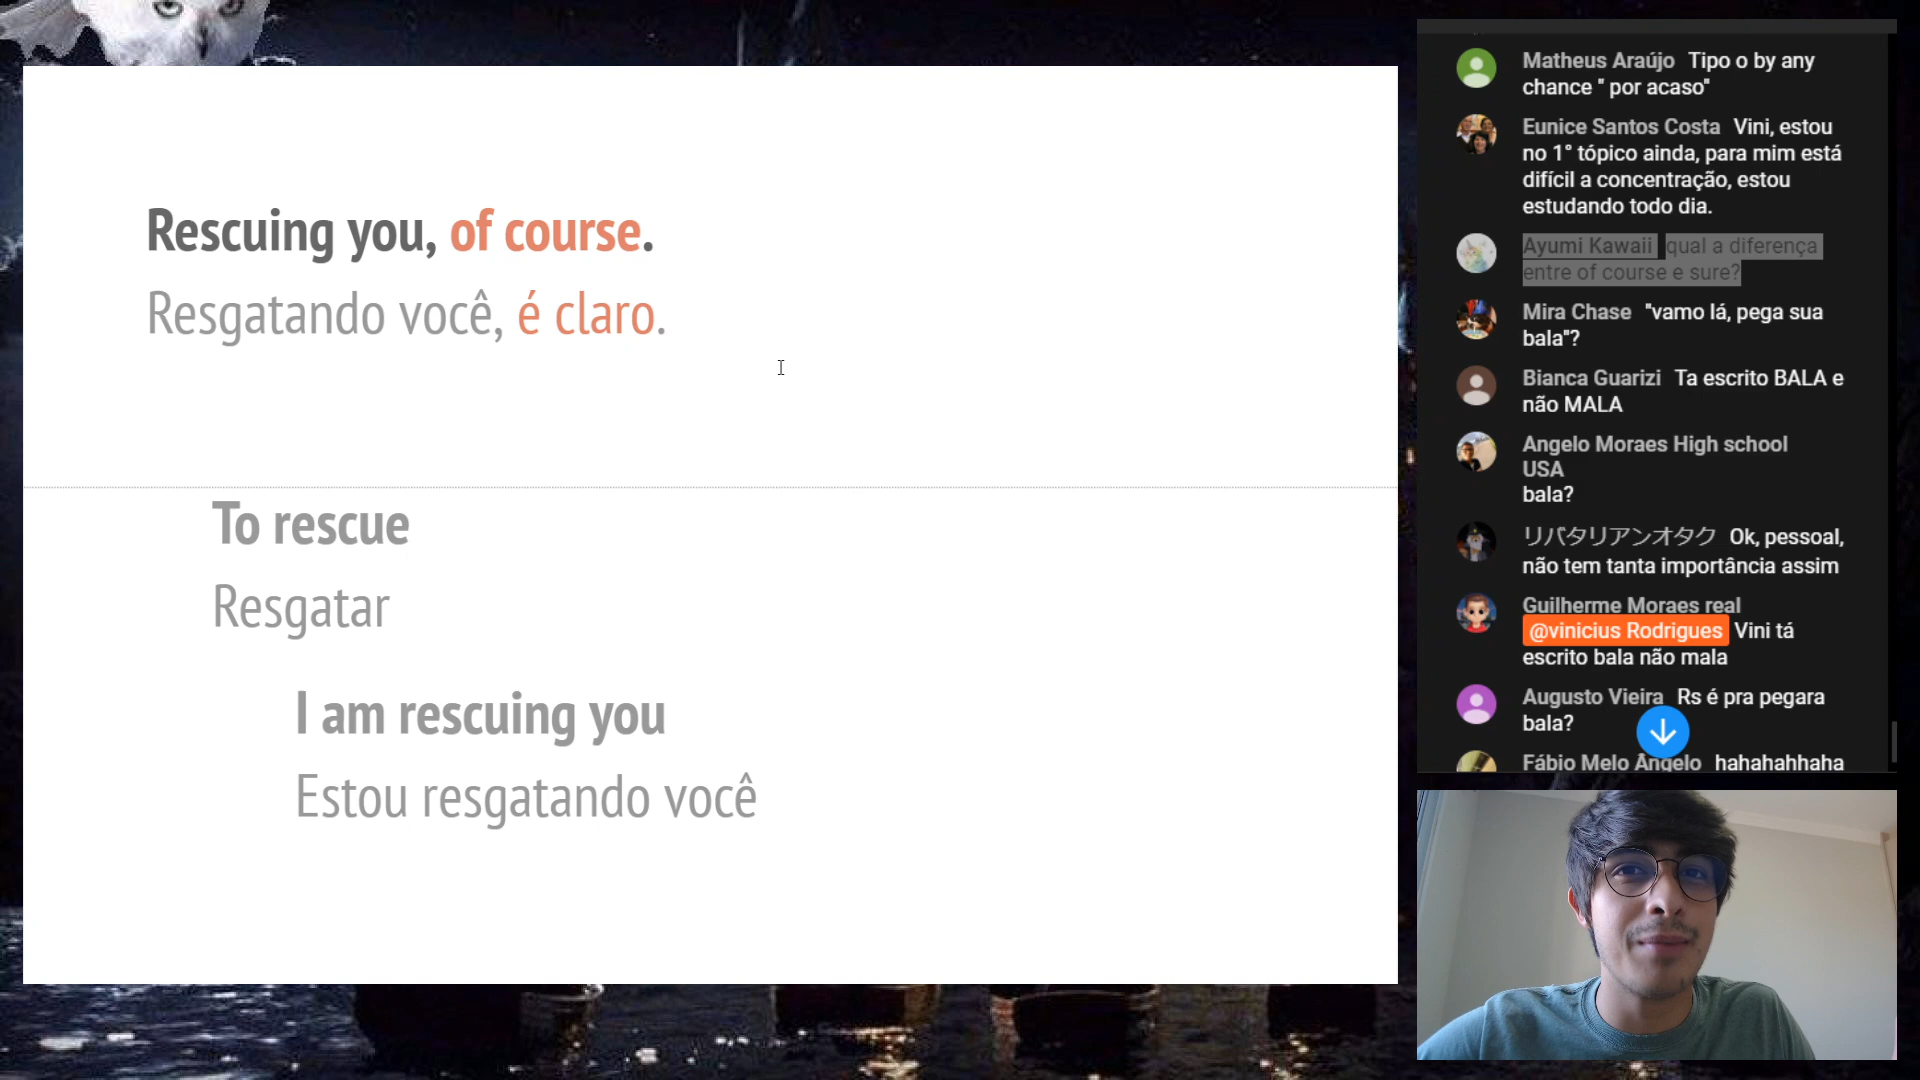 Rescuing you, of course.
Resgatando você, é claro.
To rescue
Resgatar
I am rescuing you
Estou resgatando você
Matheus Araújo Tipo o by any
chance " por acaso"
Eunice Santos Costa Vini, estou
no 1° tópico ainda, para mim está
difícil a concentração, estou
estudando todo dia.
Ayumi Kawaii qual a diferença
entre of course e sure?
Mira Chase "vamo lá, pega sua
bala"?
Bianca Guarizi Ta escrito BALA e
não MALA
Angelo Moraes High school
USA
bala?
リバタリアンオタク Ok, pessoal,
não tem tanta importância assim
Guilherme Moraes real
@vinicius Rodrigues Vini tá
escrito bala não mala
Augusto Vieira Rs é pra pegara
bala?
Fábio Melo Ângelo hahahahhaha